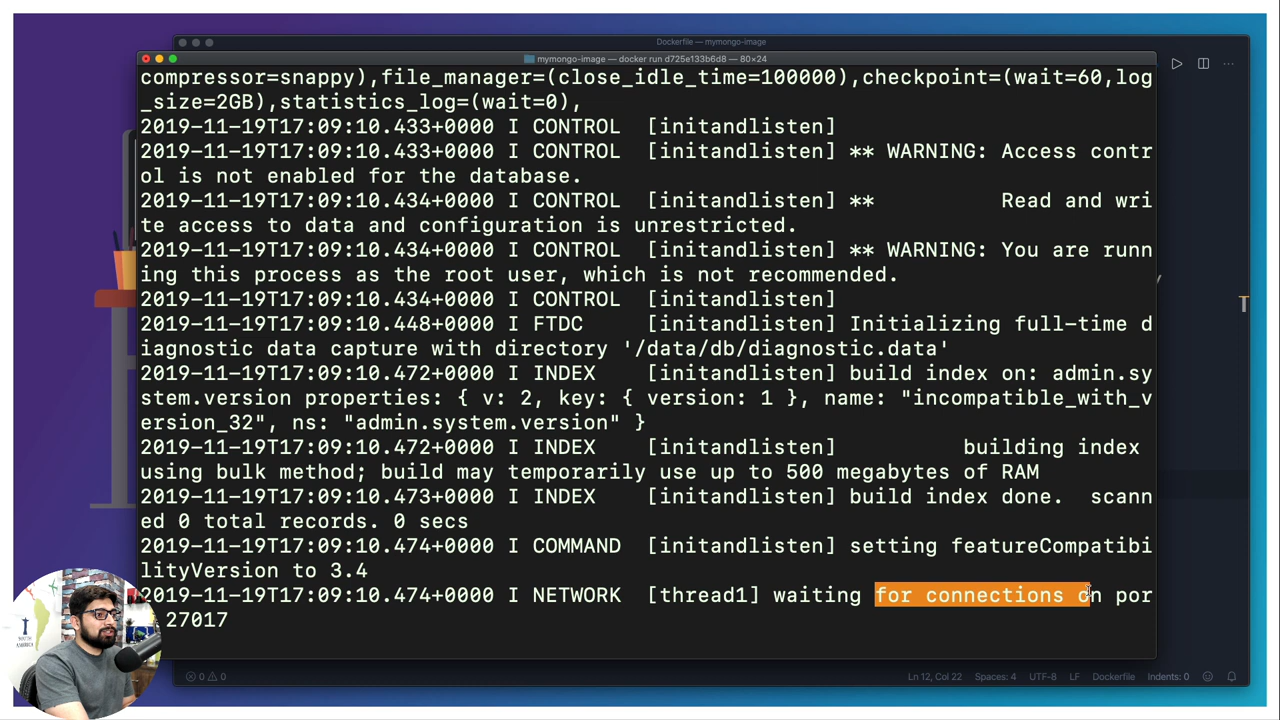 Dockerfile — mymongo-image
mymongo-image — docker run d725e133b6d8 — 80×24
compressor=snappy),file_manager=(close_idle_time=100000),checkpoint=(wait=60,log
_size=2GB),statistics_log=(wait=0),
2019-11-19T17:09:10.433+0000 I CONTROL  [initandlisten]
2019-11-19T17:09:10.433+0000 I CONTROL  [initandlisten] ** WARNING: Access contr
ol is not enabled for the database.
2019-11-19T17:09:10.434+0000 I CONTROL  [initandlisten] **          Read and wri
te access to data and configuration is unrestricted.
2019-11-19T17:09:10.434+0000 I CONTROL  [initandlisten] ** WARNING: You are runn
ing this process as the root user, which is not recommended.
2019-11-19T17:09:10.434+0000 I CONTROL  [initandlisten]
2019-11-19T17:09:10.448+0000 I FTDC     [initandlisten] Initializing full-time d
iagnostic data capture with directory '/data/db/diagnostic.data'
2019-11-19T17:09:10.472+0000 I INDEX    [initandlisten] build index on: admin.sy
stem.version properties: { v: 2, key: { version: 1 }, name: "incompatible_with_v
ersion_32", ns: "admin.system.version" }
2019-11-19T17:09:10.472+0000 I INDEX    [initandlisten]          building index
using bulk method; build may temporarily use up to 500 megabytes of RAM
2019-11-19T17:09:10.473+0000 I INDEX    [initandlisten] build index done.  scann
ed 0 total records. 0 secs
2019-11-19T17:09:10.474+0000 I COMMAND  [initandlisten] setting featureCompatibi
lityVersion to 3.4
2019-11-19T17:09:10.474+0000 I NETWORK  [thread1] waiting for connections on por
27017
0 0
Ln 12, Col 22 Spaces: 4 UTF-8 LF Dockerfile Indents: 0
SOUTH
AMERICA
T